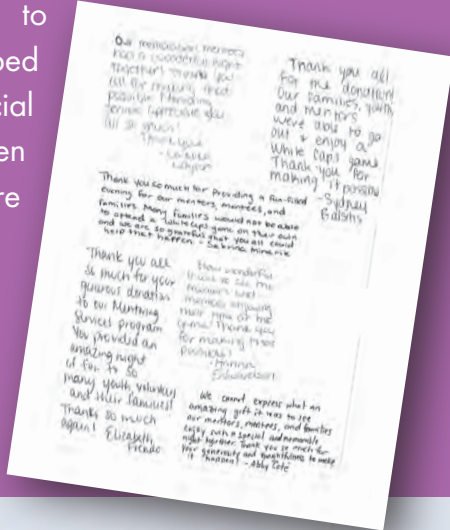 to
ped
cial
en
re
Our mentors and mentees
had a wonderful night
together! Thank you
all for making this
possible. Mentoring
Services appreciates you
all so much!
Thank you
Thank you all
for the donation!
Our families, youth
and mentors
were able to go
out & enjoy a
White Caps game
Thank you for
making it possible
-Sydney
Thank you so much for Providing a fun-filled
evening for our mentors, mentees, and
families. Many families would not be able
to attend a Whitecaps game on their own
and we are so grateful that you all could
help that happen - Sabrina
Thank you all
so much for your
generous donation
to our Mentoring
Services program
You provided an
amazing night
of fun to so
many youth, volunteers
and their families!
Thanks so much
again! Elizabeth
Prendo
How wonderful
it was to see the
mentors and
mentees enjoying
their time at the
game! Thank you
for making this
possible!
-Hanna
We cannot express what an
amazing gift it was to see
our mentors, mentees, and families
enjoy such a special and memorable
night together. Thank you so much for
your generosity and thoughtfulness to make
it happen! -Abby Tate